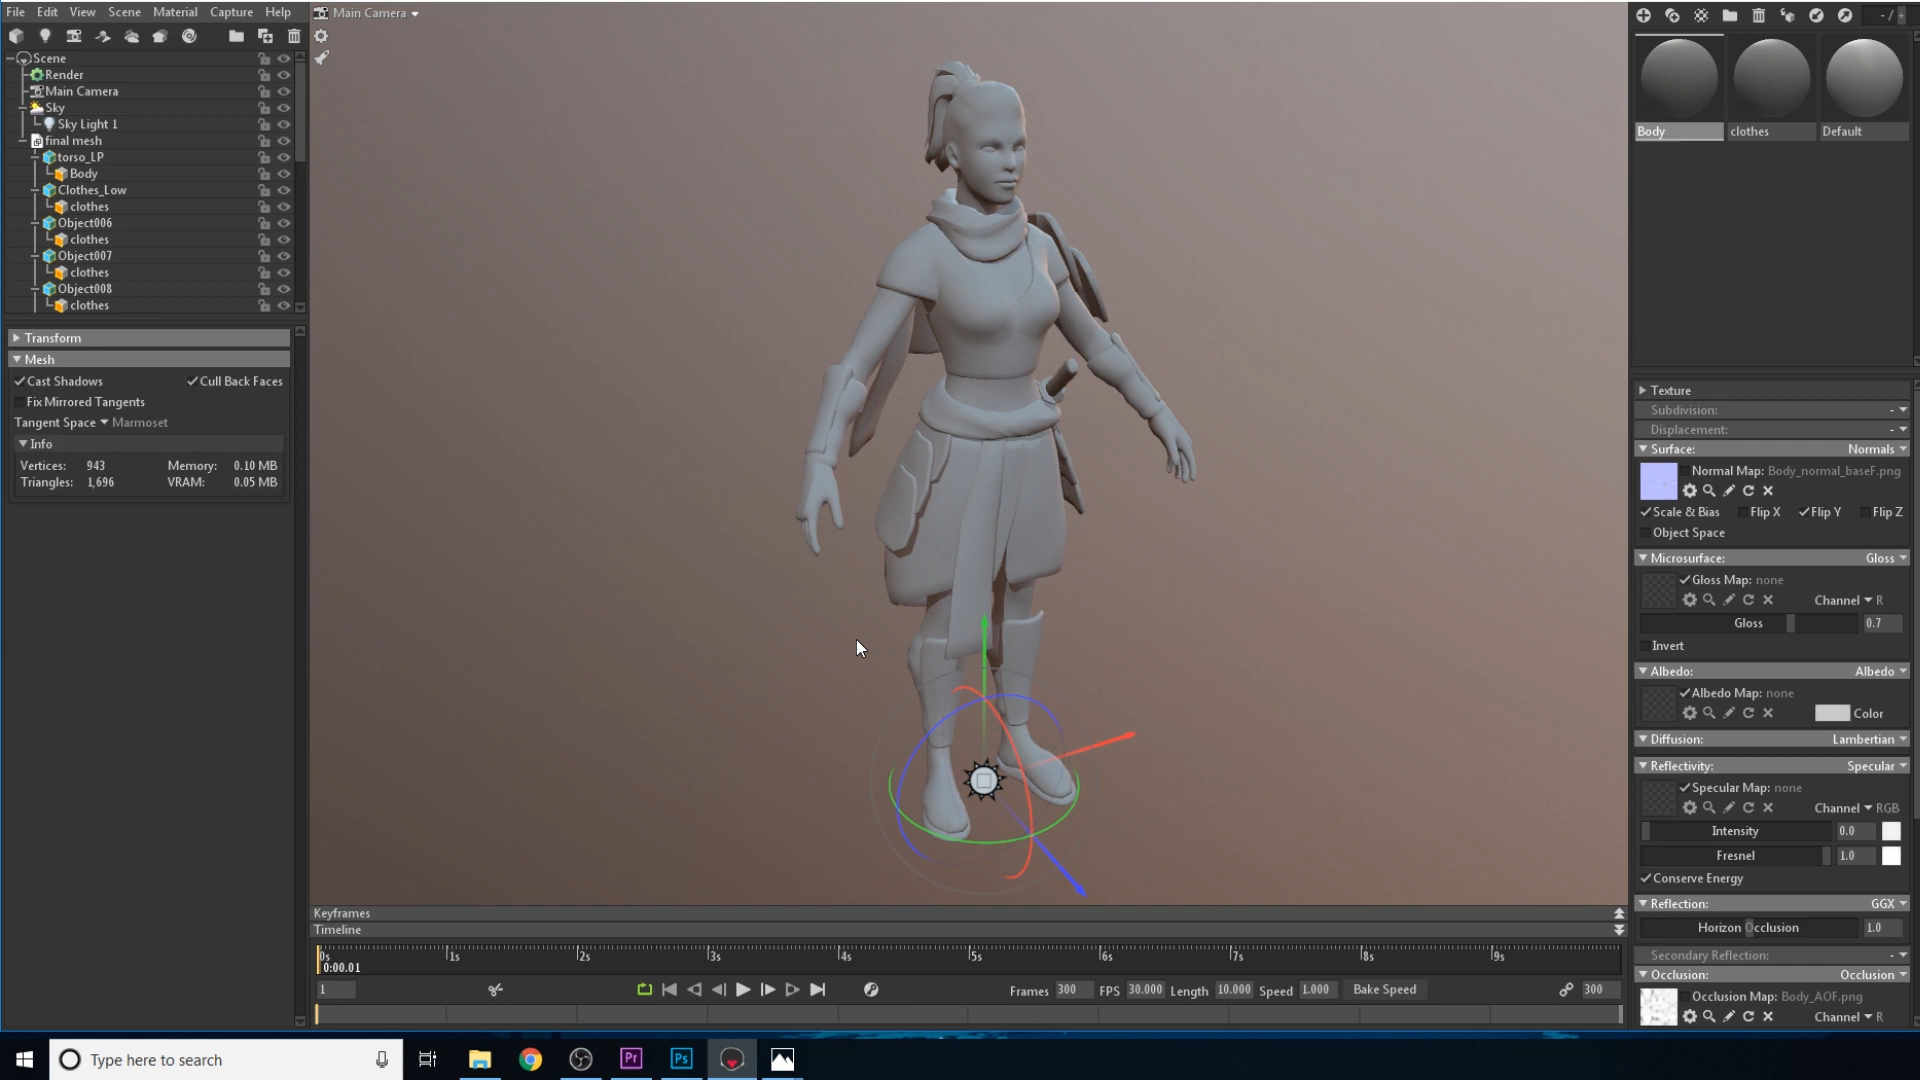 File Edit View Scene Material Capture Help
Main Camera
- / +
Scene
Render
Main Camera
Sky
Sky Light 1
final mesh
torso_LP
Body
Clothes_Low
clothes
Object006
clothes
Object007
clothes
Object008
clothes
Transform
Mesh
Cast Shadows Cull Back Faces
Fix Mirrored Tangents
Tangent Space Marmoset
Info
Vertices: 943 Memory: 0.10 MB
Triangles: 1,696 VRAM: 0.05 MB
Keyframes
Timeline
0s 1s 2s 3s 4s 5s 6s 7s 8s 9s
0:00.01
1 Frames 300 FPS 30.000 Length 10.000 Speed 1.000 Bake Speed 300
Body clothes Default
Texture
Subdivision: -
Displacement: -
Surface: Normals
Normal Map: Body_normal_baseF.png
Scale & Bias Flip X Flip Y Flip Z
Object Space
Microsurface: Gloss
Gloss Map: none
Channel R
Gloss 0.7
Invert
Albedo: Albedo
Albedo Map: none
Color
Diffusion: Lambertian
Reflectivity: Specular
Specular Map: none
Channel RGB
Intensity 0.0
Fresnel 1.0
Conserve Energy
Reflection: GGX
Horizon Occlusion 1.0
Secondary Reflection: -
Occlusion: Occlusion
Occlusion Map: Body_AOF.png
Channel R
Type here to search
Pr
Ps